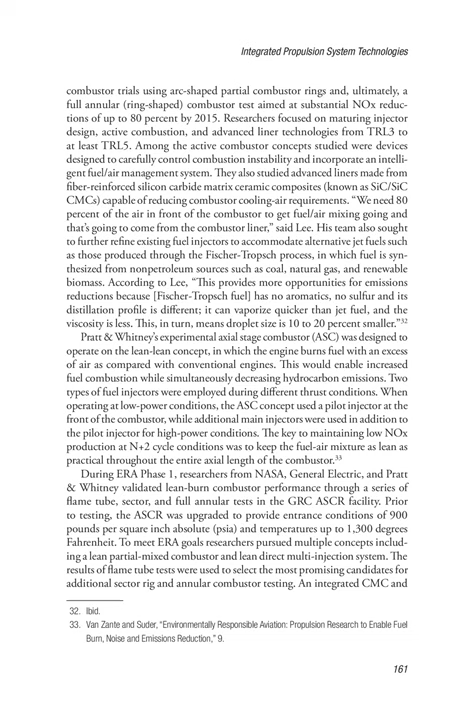 Integrated Propulsion System Technologies
combustor trials using arc-shaped partial combustor rings and, ultimately, a
full annular (ring-shaped) combustor test aimed at substantial NOx reduc-
tions of up to 80 percent by 2015. Researchers focused on maturing injector
design, active combustion, and advanced liner technologies from TRL3 to
at least TRL5. Among the active combustor concepts studied were devices
designed to carefully control combustion instability and incorporate an intelli-
gent fuel/air management system. They also studied advanced liners made from
fiber-reinforced silicon carbide matrix ceramic composites (known as SiC/SiC
CMCs) capable of reducing combustor cooling-air requirements. “We need 80
percent of the air in front of the combustor to get fuel/air mixing going and
that’s going to come from the combustor liner,” said Lee. His team also sought
to further refine existing fuel injectors to accommodate alternative jet fuels such
as those produced through the Fischer-Tropsch process, in which fuel is syn-
thesized from nonpetroleum sources such as coal, natural gas, and renewable
biomass. According to Lee, “This provides more opportunities for emissions
reductions because [Fischer-Tropsch fuel] has no aromatics, no sulfur and its
distillation profile is different; it can vaporize quicker than jet fuel, and the
viscosity is less. This, in turn, means droplet size is 10 to 20 percent smaller.”32
Pratt & Whitney’s experimental axial stage combustor (ASC) was designed to
operate on the lean-lean concept, in which the engine burns fuel with an excess
of air as compared with conventional engines. This would enable increased
fuel combustion while simultaneously decreasing hydrocarbon emissions. Two
types of fuel injectors were employed during different thrust conditions. When
operating at low-power conditions, the ASC concept used a pilot injector at the
front of the combustor, while additional main injectors were used in addition to
the pilot injector for high-power conditions. The key to maintaining low NOx
production at N+2 cycle conditions was to keep the fuel-air mixture as lean as
practical throughout the entire axial length of the combustor.33
During ERA Phase 1, researchers from NASA, General Electric, and Pratt
& Whitney validated lean-burn combustor performance through a series of
flame tube, sector, and full annular tests in the GRC ASCR facility. Prior
to testing, the ASCR was upgraded to provide entrance conditions of 900
pounds per square inch absolute (psia) and temperatures up to 1,300 degrees
Fahrenheit. To meet ERA goals researchers pursued multiple concepts includ-
ing a lean partial-mixed combustor and lean direct multi-injection system. The
results of flame tube tests were used to select the most promising candidates for
additional sector rig and annular combustor testing. An integrated CMC and
32. Ibid.
33. Van Zante and Suder, “Environmentally Responsible Aviation: Propulsion Research to Enable Fuel
Burn, Noise and Emissions Reduction,” 9.
161